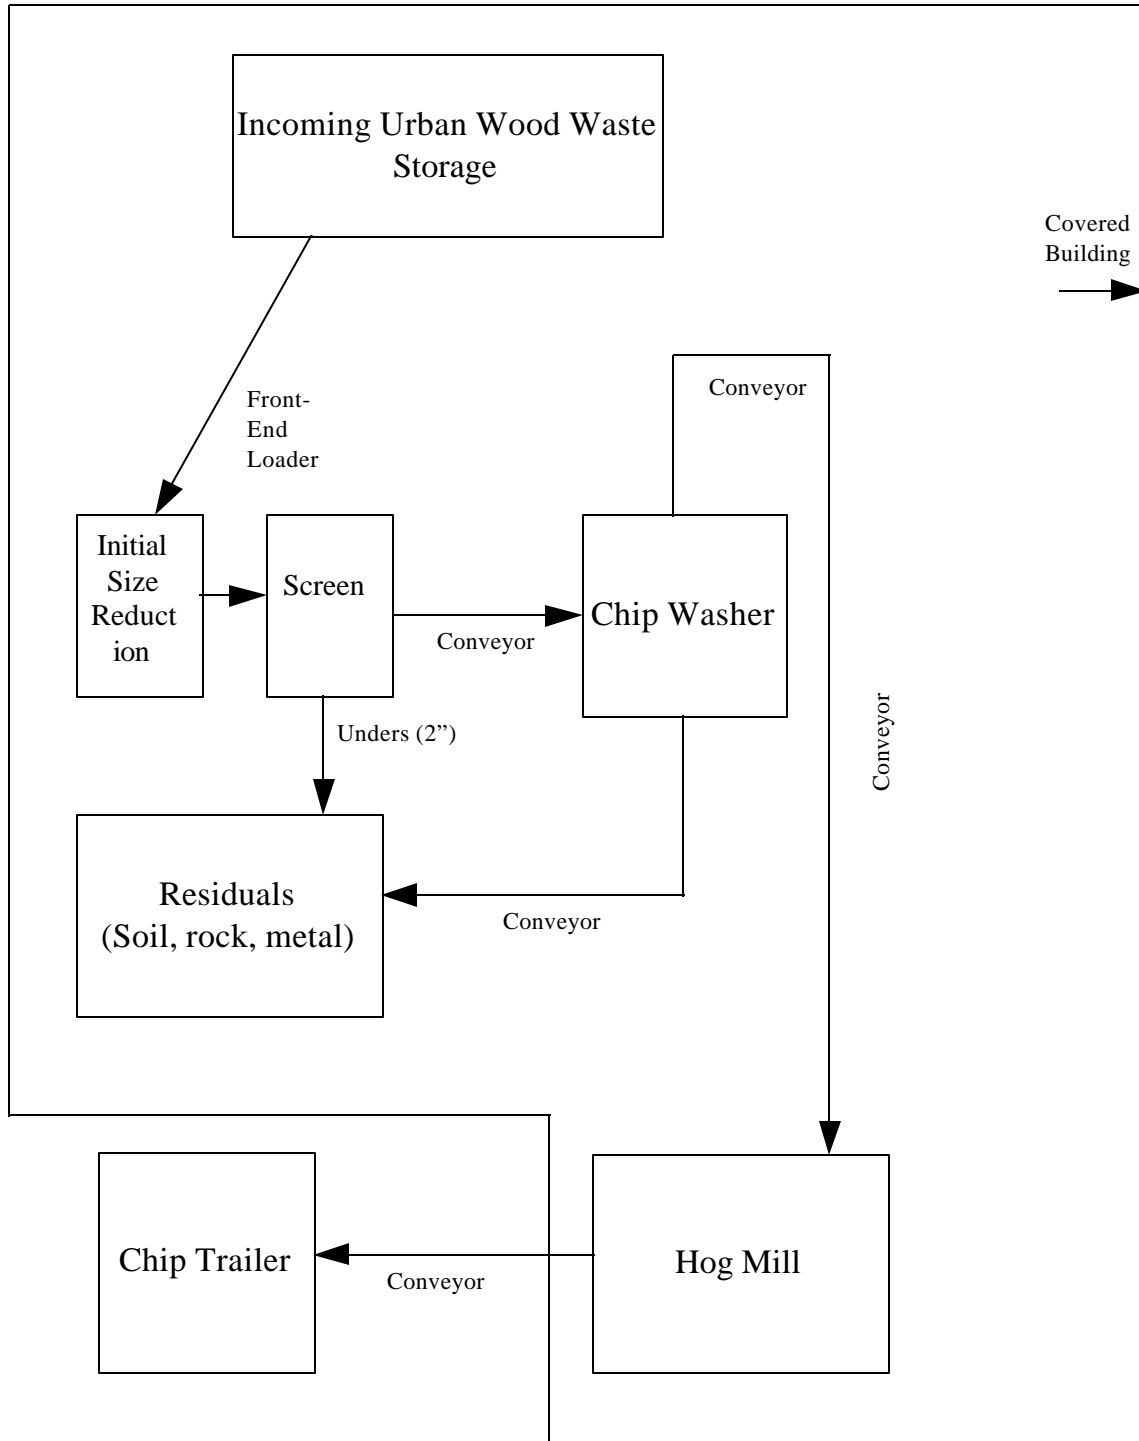 Incoming Urban Wood Waste
Storage
Covered
Building
Front-
End
Loader
Conveyor
Initial
Size
Reduct
ion
Screen
Conveyor
Chip Washer
Unders (2”)
Conveyor
Residuals
(Soil, rock, metal)
Conveyor
Chip Trailer
Conveyor
Hog Mill